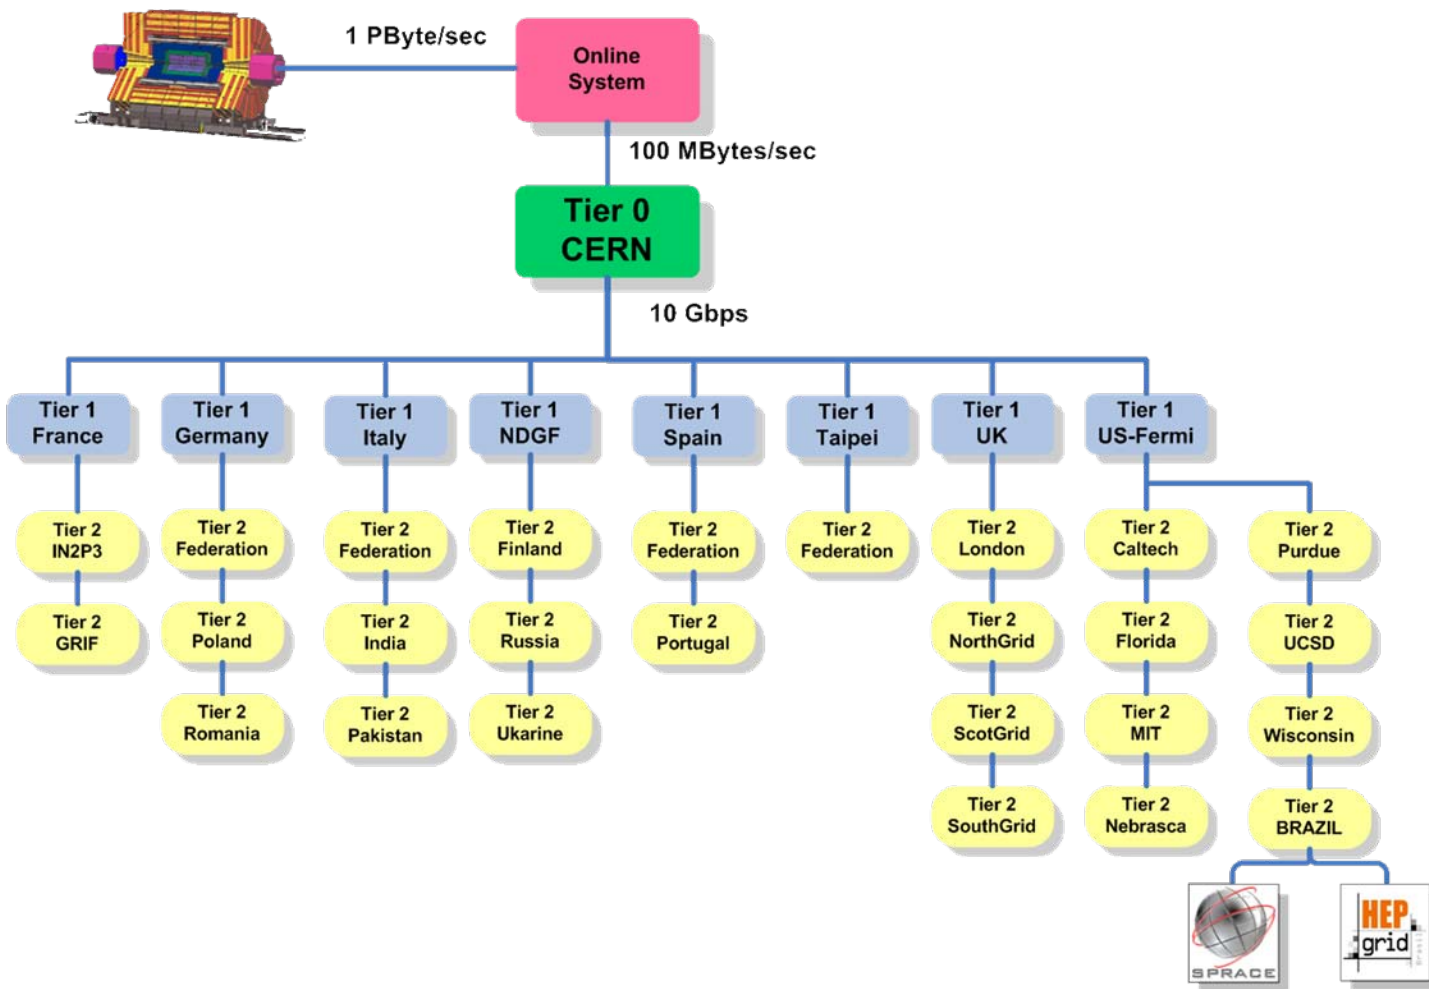 1 PByte/sec
Online
System
100 MBytes/sec
Tier 0
CERN
10 Gbps
Tier 1
France
Tier 1
Germany
Tier 1
Italy
Tier 1
NDGF
Tier 1
Spain
Tier 1
Taipei
Tier 1
UK
Tier 1
US-Fermi
Tier 2
IN2P3
Tier 2
Federation
Tier 2
Federation
Tier 2
Finland
Tier 2
Federation
Tier 2
Federation
Tier 2
London
Tier 2
Caltech
Tier 2
Purdue
Tier 2
GRIF
Tier 2
Poland
Tier 2
India
Tier 2
Russia
Tier 2
Portugal
Tier 2
NorthGrid
Tier 2
Florida
Tier 2
UCSD
Tier 2
Romania
Tier 2
Pakistan
Tier 2
Ukarine
Tier 2
ScotGrid
Tier 2
MIT
Tier 2
Wisconsin
Tier 2
SouthGrid
Tier 2
Nebrasca
Tier 2
BRAZIL
SPRACE
HEP
grid
Brasil